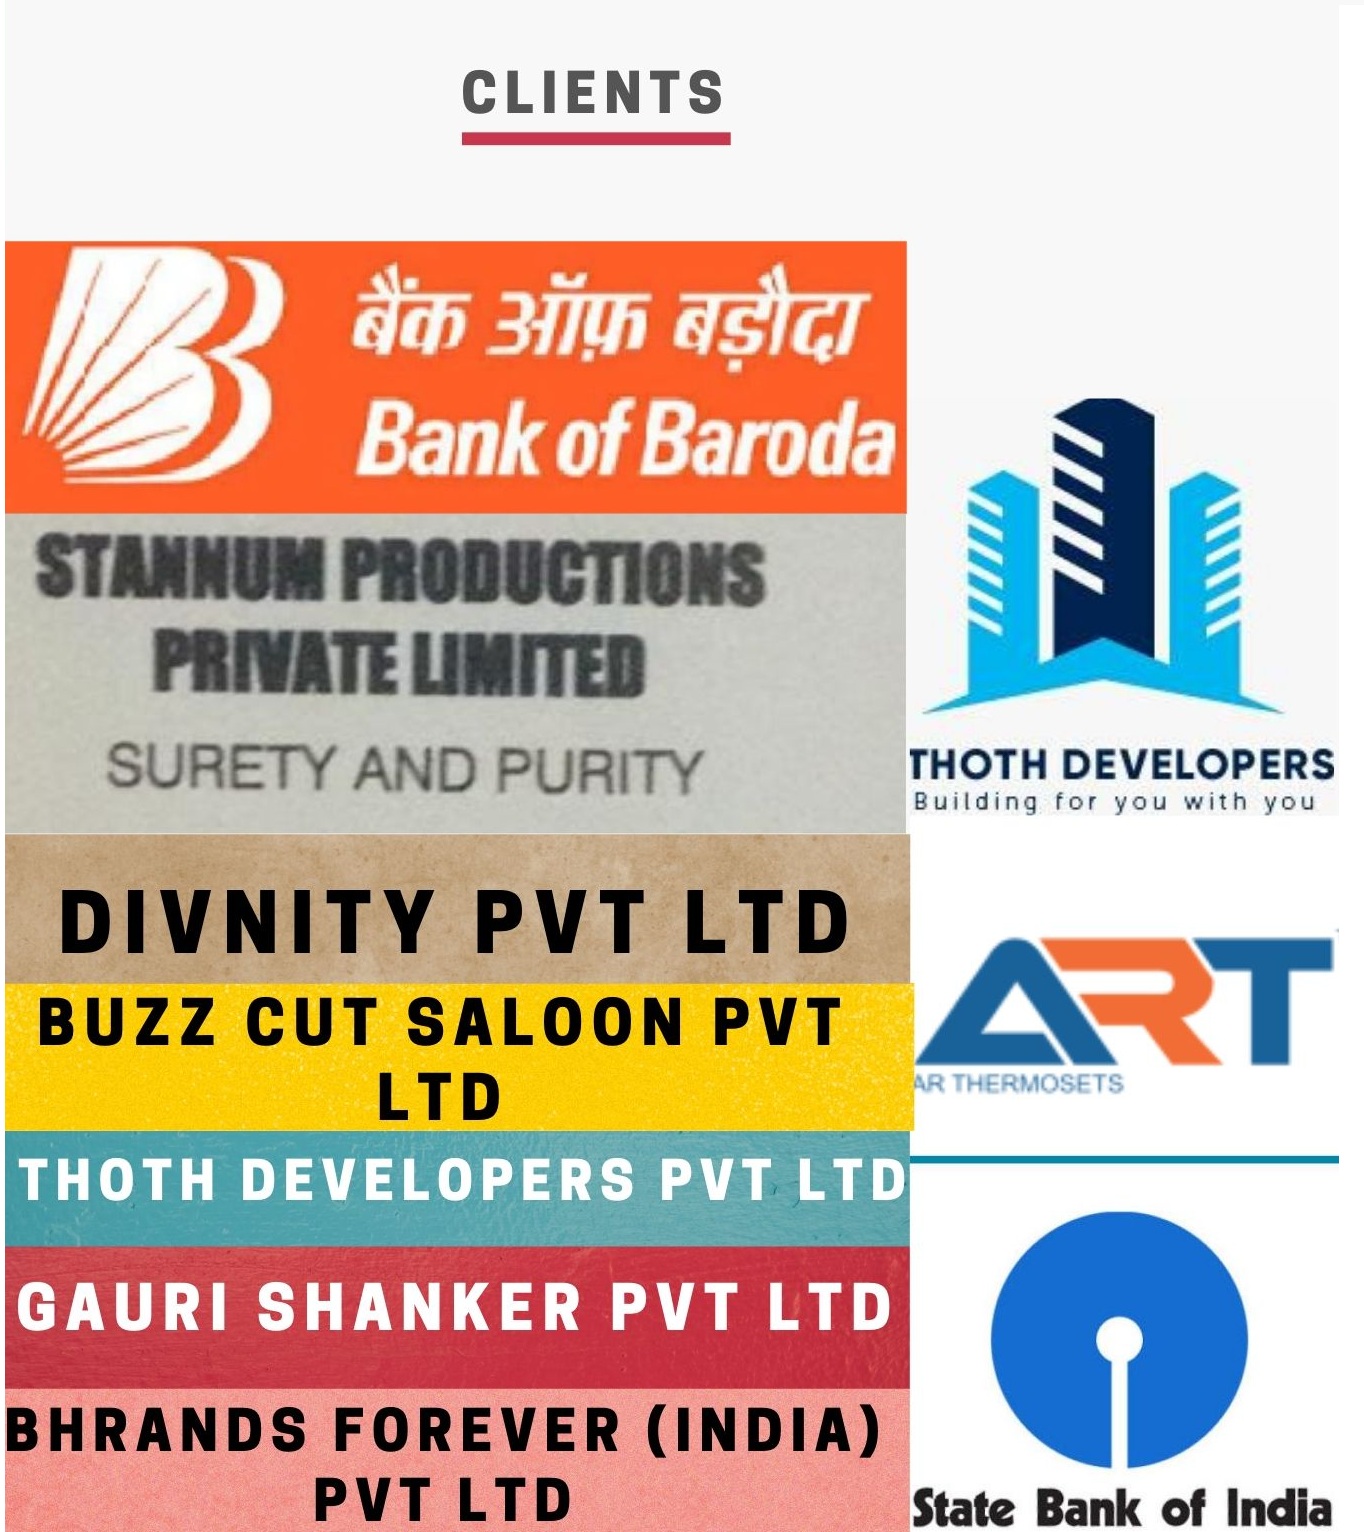 CLIENTS
बैंक ऑफ़ बड़ौदा
Bank of Baroda
STANNUM PRODUCTIONS
PRIVATE LIMITED
SURETY AND PURITY
THOTH DEVELOPERS
Building for you with you
DIVNITY PVT LTD
ART
AR THERMOSETS
BUZZ CUT SALOON PVT
LTD
THOTH DEVELOPERS PVT LTD
GAURI SHANKER PVT LTD
BHRANDS FOREVER (INDIA)
PVT LTD
State Bank of India